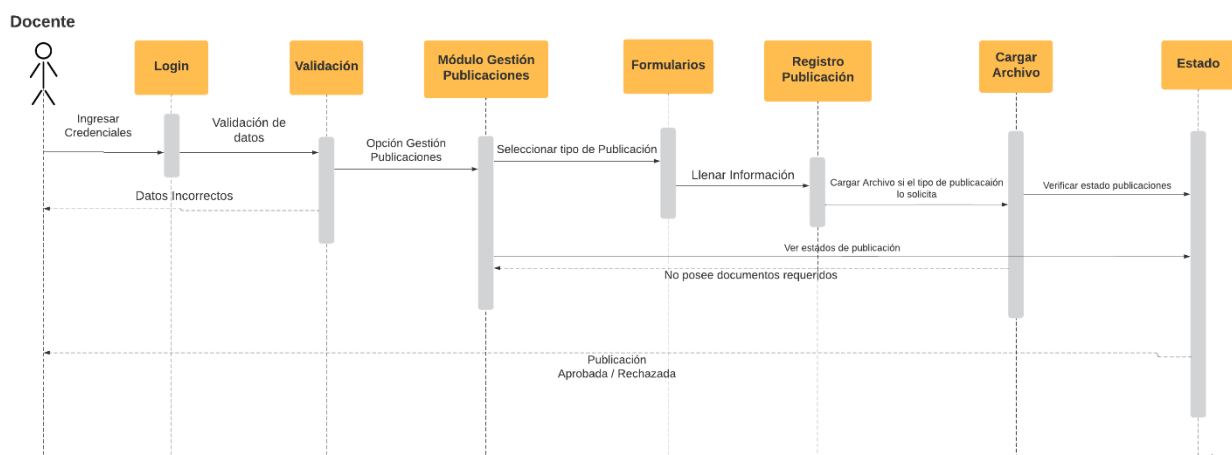 Docente
Login
Validación
Módulo Gestión
Publicaciones
Formularios
Registro
Publicación
Cargar
Archivo
Estado
Ingresar
Credenciales
Validación de
datos
Opción Gestión
Publicaciones
Seleccionar tipo de Publicación
Llenar Información
Cargar Archivo si el tipo de publicacaión
lo solicita
Verificar estado publicaciones
Datos Incorrectos
Ver estados de publicación
No posee documentos requeridos
Publicación
Aprobada / Rechazada